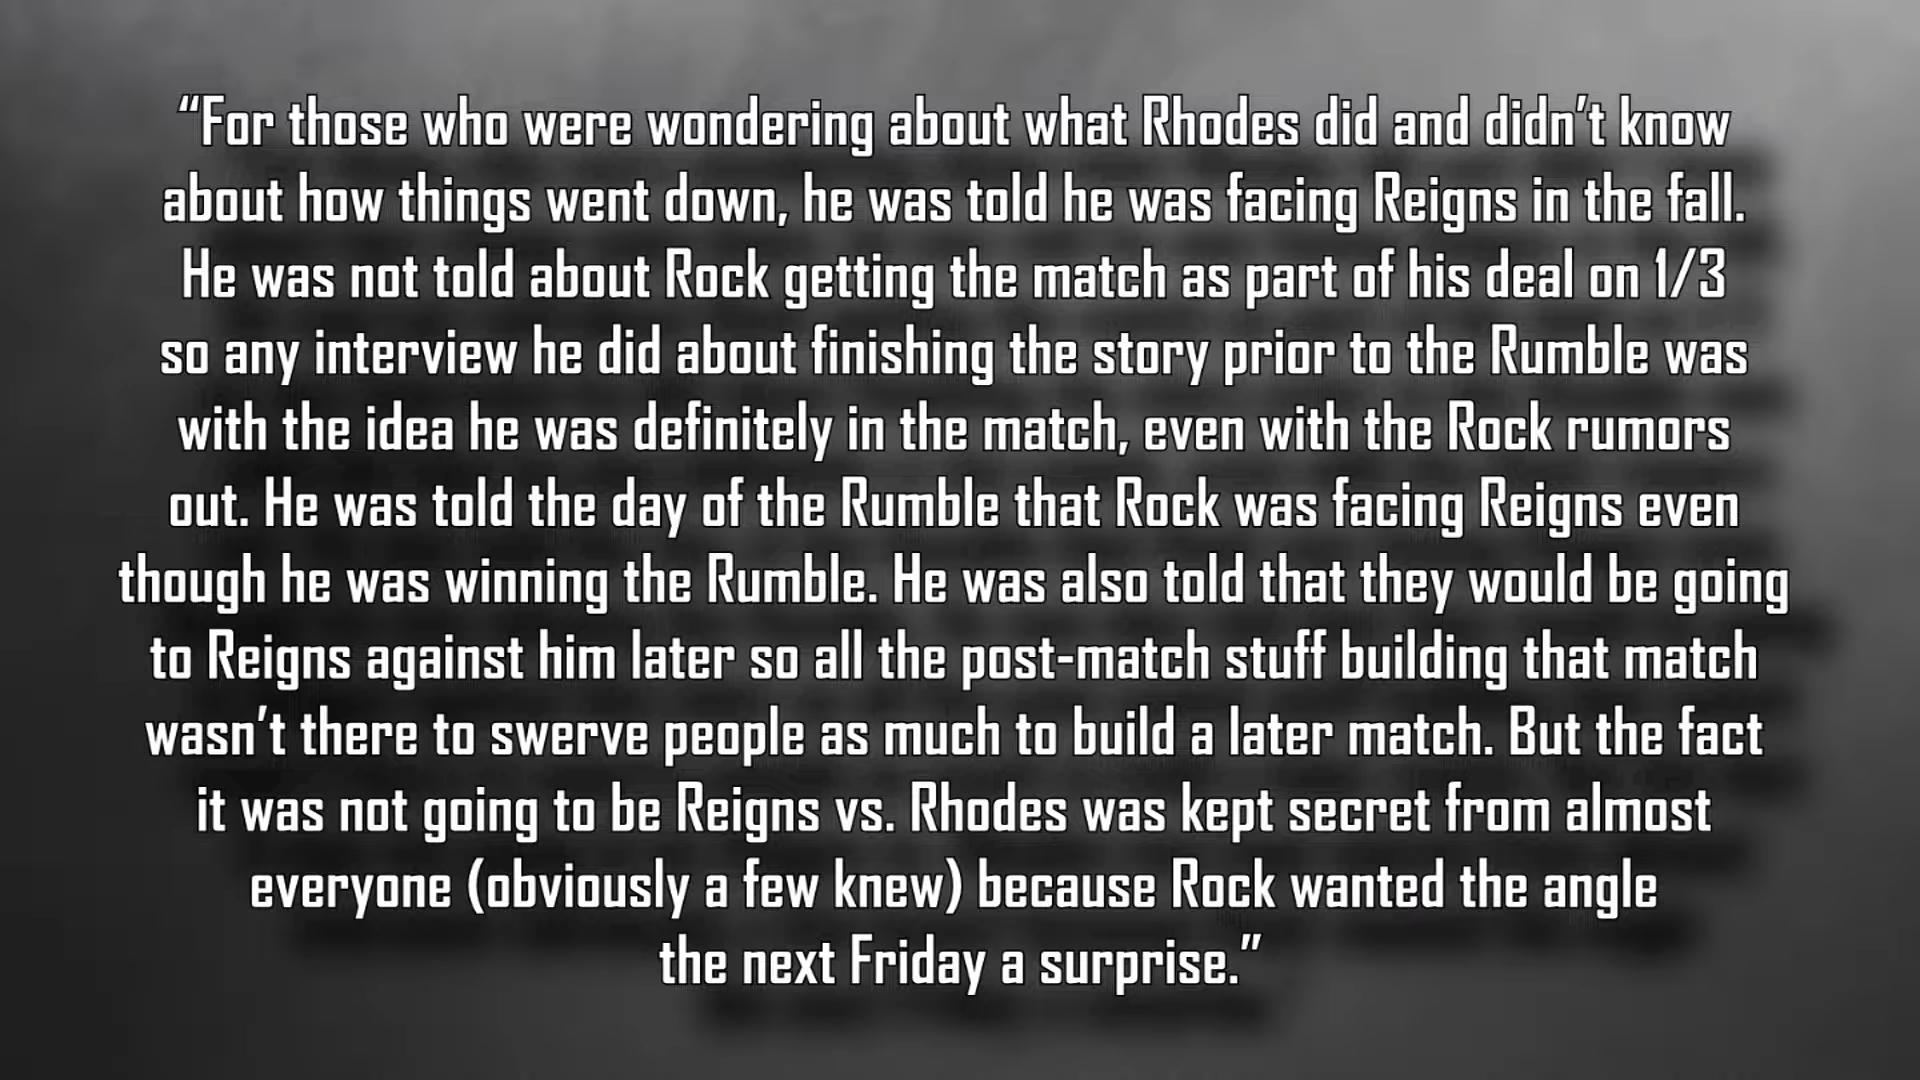 “For those who were wondering about what Rhodes did and didn’t know
about how things went down, he was told he was facing Reigns in the fall.
He was not told about Rock getting the match as part of his deal on 1/3
so any interview he did about finishing the story prior to the Rumble was
with the idea he was definitely in the match, even with the Rock rumors
out. He was told the day of the Rumble that Rock was facing Reigns even
though he was winning the Rumble. He was also told that they would be going
to Reigns against him later so all the post-match stuff building that match
wasn’t there to swerve people as much to build a later match. But the fact
it was not going to be Reigns vs. Rhodes was kept secret from almost
everyone (obviously a few knew) because Rock wanted the angle
the next Friday a surprise.”